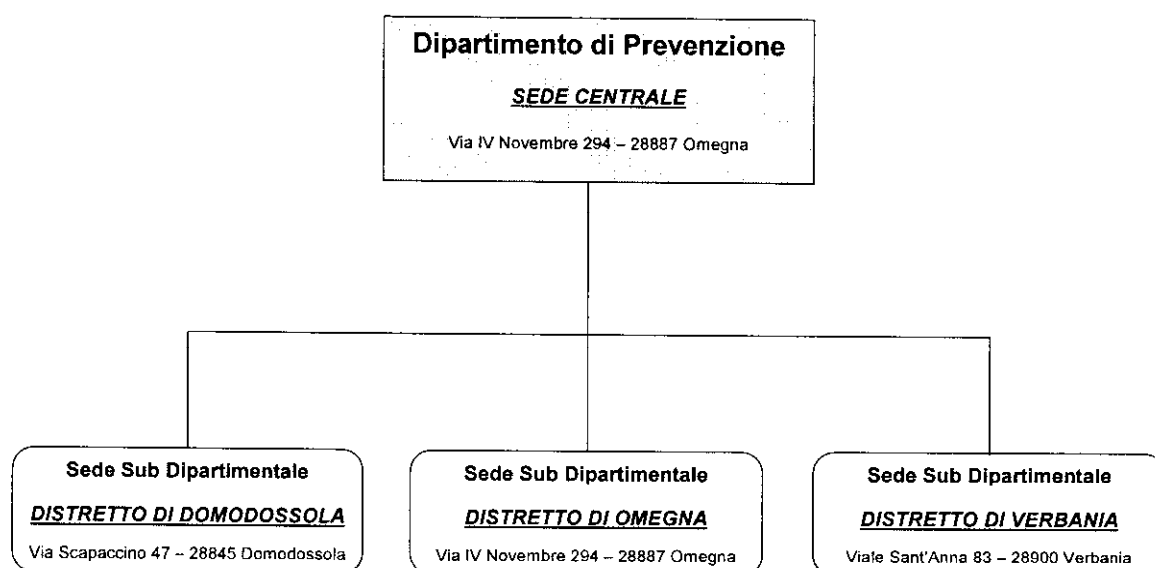 Dipartimento di Prevenzione
SEDE CENTRALE
Via IV Novembre 294 – 28887 Omegna
Sede Sub Dipartimentale
DISTRETTO DI DOMODOSSOLA
Via Scapaccino 47 – 28845 Domodossola
Sede Sub Dipartimentale
DISTRETTO DI OMEGNA
Via IV Novembre 294 – 28887 Omegna
Sede Sub Dipartimentale
DISTRETTO DI VERBANIA
Viale Sant'Anna 83 – 28900 Verbania